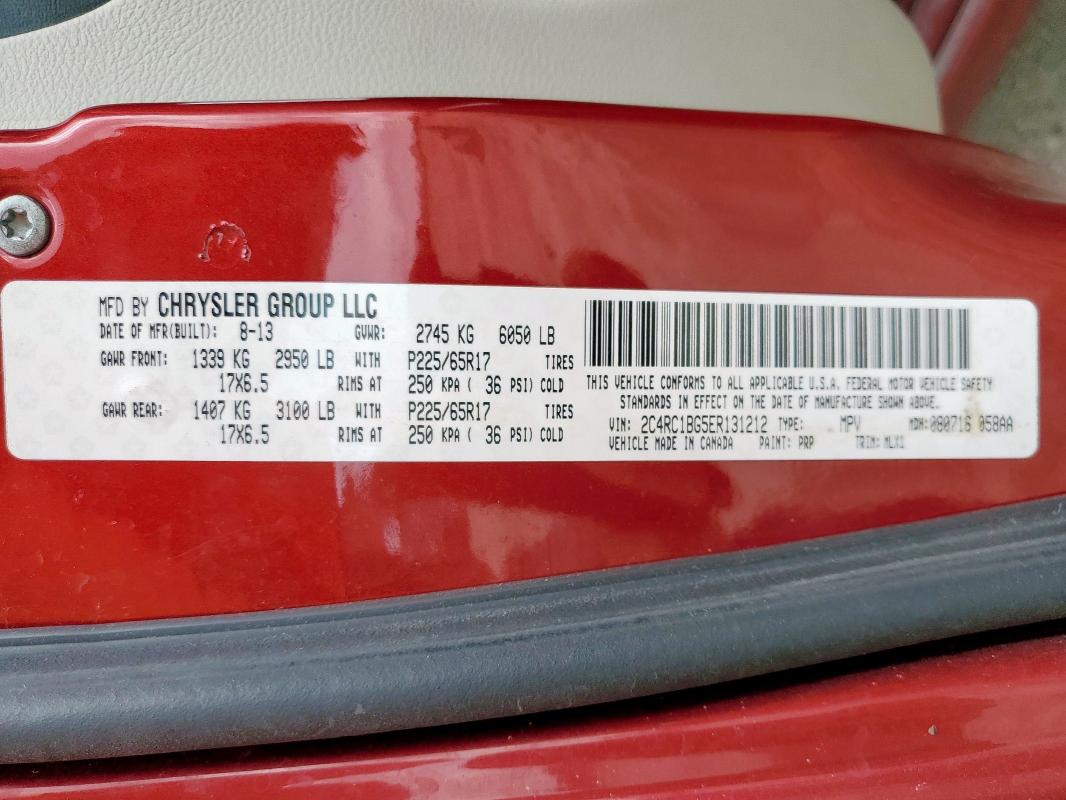 MFD BY CHRYSLER GROUP LLC
DATE OF MFR(BUILT): 8-13 GVWR: 2745 KG 6050 LB
GAWR FRONT: 1339 KG 2950 LB WITH P225/65R17 TIRES
17X6.5 RIMS AT 250 KPA ( 36 PSI) COLD
GAWR REAR: 1407 KG 3100 LB WITH P225/65R17 TIRES
17X6.5 RIMS AT 250 KPA ( 36 PSI) COLD
THIS VEHICLE CONFORMS TO ALL APPLICABLE U.S.A. FEDERAL MOTOR VEHICLE SAFETY
STANDARDS IN EFFECT ON THE DATE OF MANUFACTURE SHOWN ABOVE.
VIN: 2C4RC1BG5ER131212 TYPE: MPV MDH: 080716 058AA
VEHICLE MADE IN CANADA PAINT: PRP TRIM: MLX1